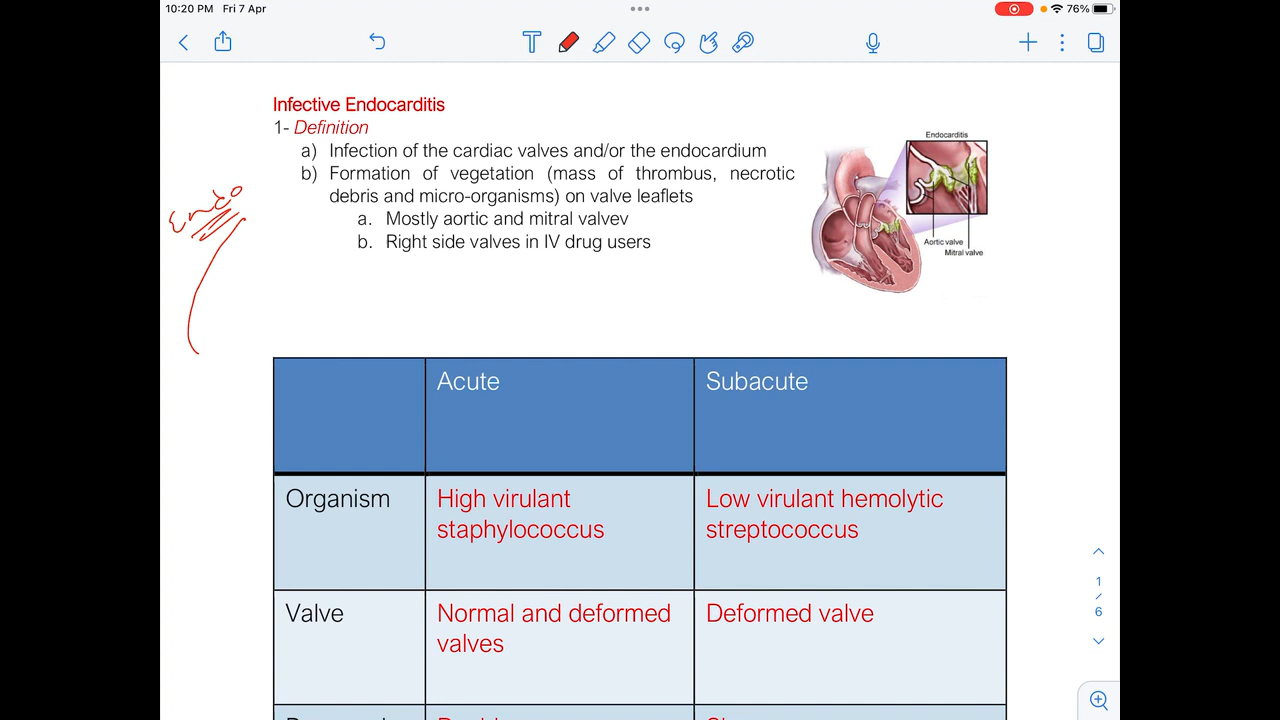 10:20 PM Fri 7 Apr
76%
Infective Endocarditis
1- Definition
a) Infection of the cardiac valves and/or the endocardium
b) Formation of vegetation (mass of thrombus, necrotic
debris and micro-organisms) on valve leaflets
a. Mostly aortic and mitral valvev
b. Right side valves in IV drug users
Endo
Endocarditis
Aortic valve
Mitral valve
Acute Subacute
Organism High virulant Low virulant hemolytic
staphylococcus streptococcus
Valve Normal and deformed Deformed valve
valves
1
/
6